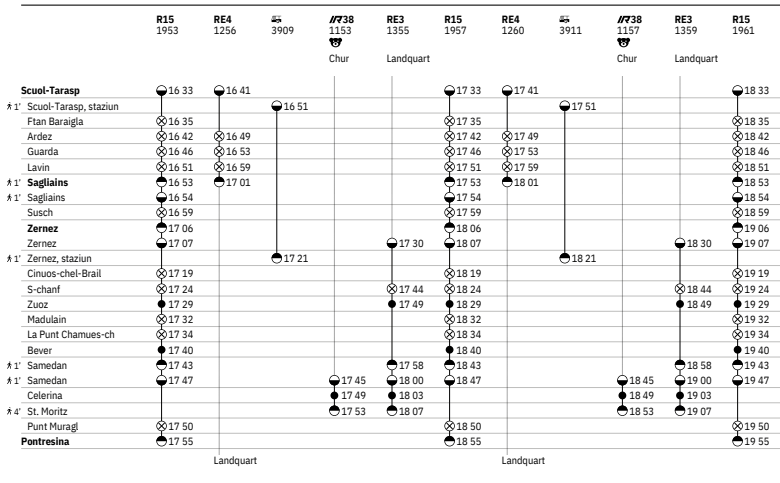 R15 RE4 IR38 RE3 R15 RE4 IR38 RE3 R15
1953 1256 3909 1153 1355 1957 1260 3911 1157 1359 1961
Chur Landquart Chur Landquart
Scuol-Tarasp 16 33 16 41 17 33 17 41 18 33
1' Scuol-Tarasp, staziun 16 51 17 51
Ftan Baraigla 16 35 17 35 18 35
Ardez 16 42 16 49 17 42 17 49 18 42
Guarda 16 46 16 53 17 46 17 53 18 46
Lavin 16 51 16 59 17 51 17 59 18 51
1' Sagliains 16 53 17 01 17 53 18 01 18 53
1' Sagliains 16 54 17 54 18 54
Susch 16 59 17 59 18 59
Zernez 17 06 18 06 19 06
Zernez 17 07 17 30 18 07 18 30 19 07
1' Zernez, staziun 17 21 18 21
Cinuos-chel-Brail 17 19 18 19 19 19
S-chanf 17 24 17 44 18 24 18 44 19 24
Zuoz 17 29 17 49 18 29 18 49 19 29
Madulain 17 32 18 32 19 32
La Punt Chamues-ch 17 34 18 34 19 34
Bever 17 40 18 40 19 40
1' Samedan 17 43 17 58 18 43 18 58 19 43
1' Samedan 17 47 17 45 18 00 18 47 18 45 19 00 19 47
Celerina 17 49 18 03 18 49 19 03
4' St. Moritz 17 53 18 07 18 53 19 07
Punt Muragl 17 50 18 50 19 50
Pontresina 17 55 18 55 19 55
Landquart Landquart